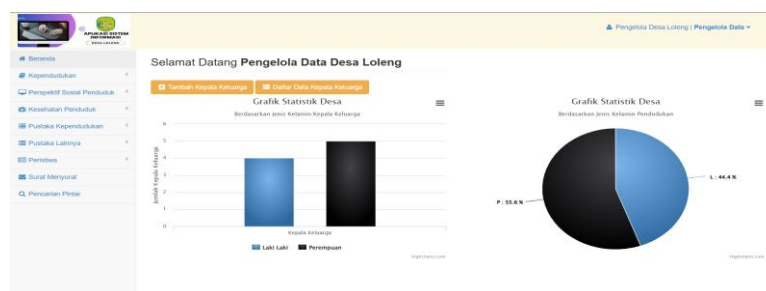 APLIKASI SISTEM
INFORMASI
DESA LOLENG
Pengelola Desa Loleng | Pengelola Data
Beranda
Kependudukan
Perspektif Sosial Penduduk
Kesehatan Penduduk
Pustaka Kependudukan
Pustaka Lainnya
Peristiwa
Surat Menyurat
Pencarian Pintar
Selamat Datang Pengelola Data Desa Loleng
Tambah Kepala Keluarga
Daftar Data Kepala Keluarga
Grafik Statistik Desa
Berdasarkan Jenis Kelamin Kepala Keluarga
Jumlah Kepala Keluarga
6
5
4
3
2
1
0
Kepala Keluarga
Laki Laki
Perempuan
Highcharts.com
Grafik Statistik Desa
Berdasarkan Jenis Kelamin Pendudukan
L : 44.4 %
P : 55.6 %
Highcharts.com